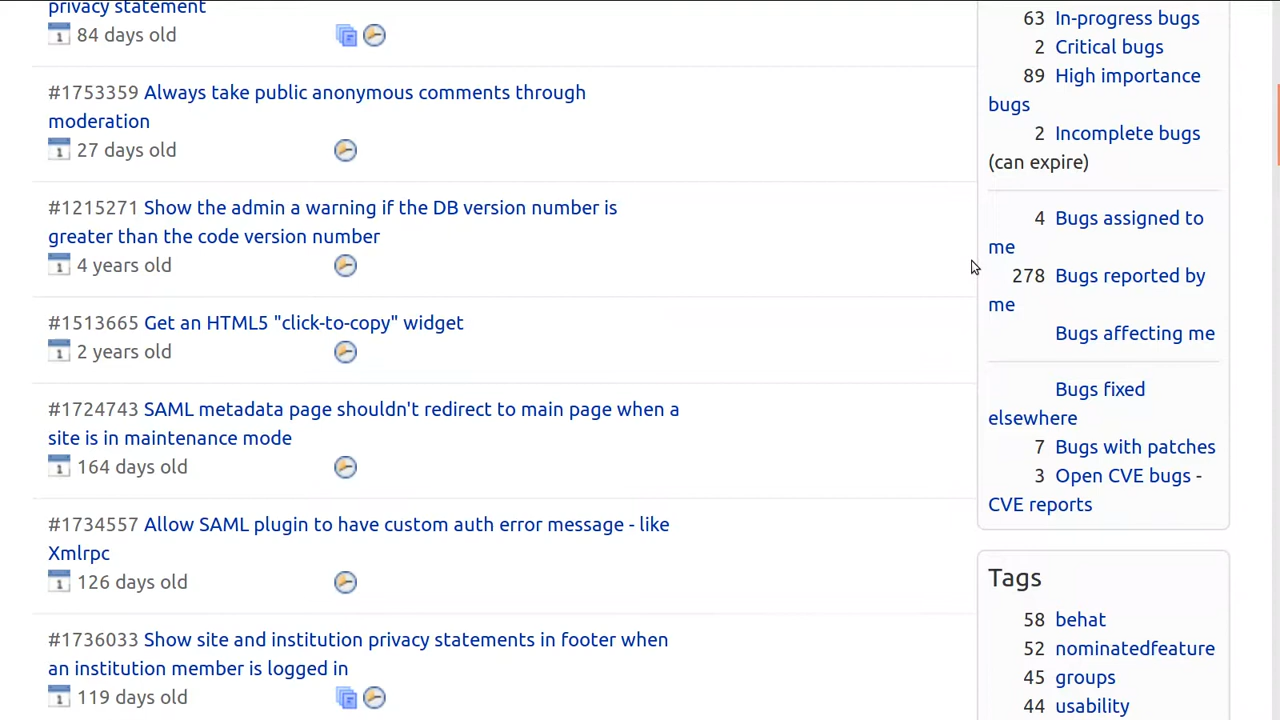 privacy statement
84 days old
#1753359 Always take public anonymous comments through
moderation
27 days old
#1215271 Show the admin a warning if the DB version number is
greater than the code version number
4 years old
#1513665 Get an HTML5 "click-to-copy" widget
2 years old
#1724743 SAML metadata page shouldn't redirect to main page when a
site is in maintenance mode
164 days old
#1734557 Allow SAML plugin to have custom auth error message - like
Xmlrpc
126 days old
#1736033 Show site and institution privacy statements in footer when
an institution member is logged in
119 days old
63 In-progress bugs
2 Critical bugs
89 High importance
bugs
2 Incomplete bugs
(can expire)
4 Bugs assigned to
me
278 Bugs reported by
me
Bugs affecting me
Bugs fixed
elsewhere
7 Bugs with patches
3 Open CVE bugs -
CVE reports
Tags
58 behat
52 nominatedfeature
45 groups
44 usability